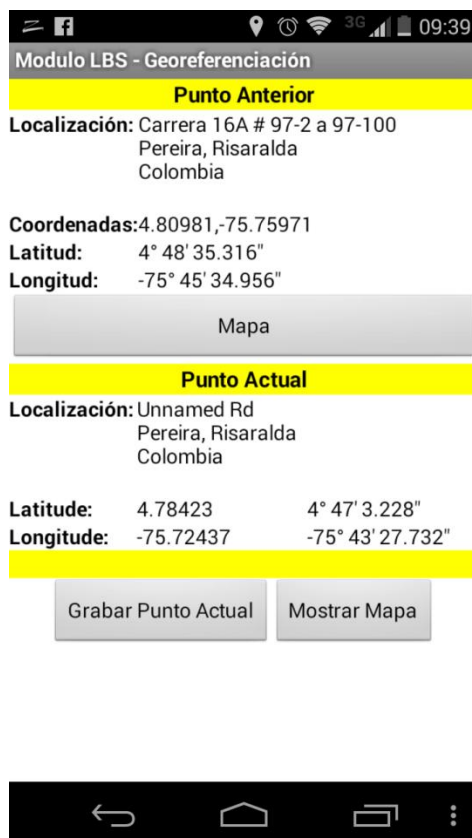 3G 09:39
Modulo LBS - Georeferenciación
Punto Anterior
Localización: Carrera 16A # 97-2 a 97-100
Pereira, Risaralda
Colombia
Coordenadas:4.80981,-75.75971
Latitud: 4° 48' 35.316"
Longitud: -75° 45' 34.956"
Mapa
Punto Actual
Localización: Unnamed Rd
Pereira, Risaralda
Colombia
Latitude: 4.78423 4° 47' 3.228"
Longitude: -75.72437 -75° 43' 27.732"
Grabar Punto Actual Mostrar Mapa